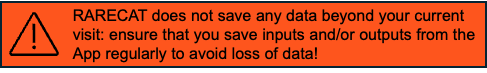 RARECAT does not save any data beyond your current
visit: ensure that you save inputs and/or outputs from the
App regularly to avoid loss of data!